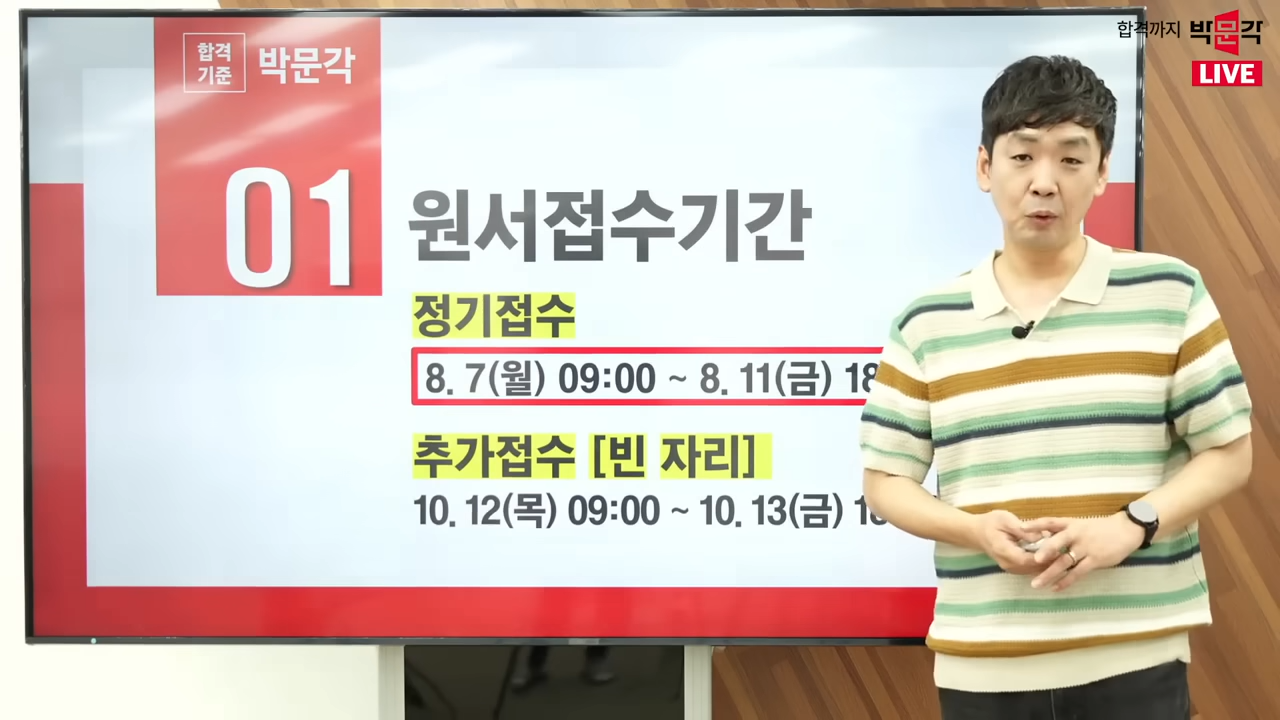 합격까지 박문각
LIVE
합격
기준
박문각
01
원서접수기간
정기접수
8. 7(월) 09:00 ~ 8. 11(금) 18
추가접수 [빈 자리]
10. 12(목) 09:00 ~ 10. 13(금) 18